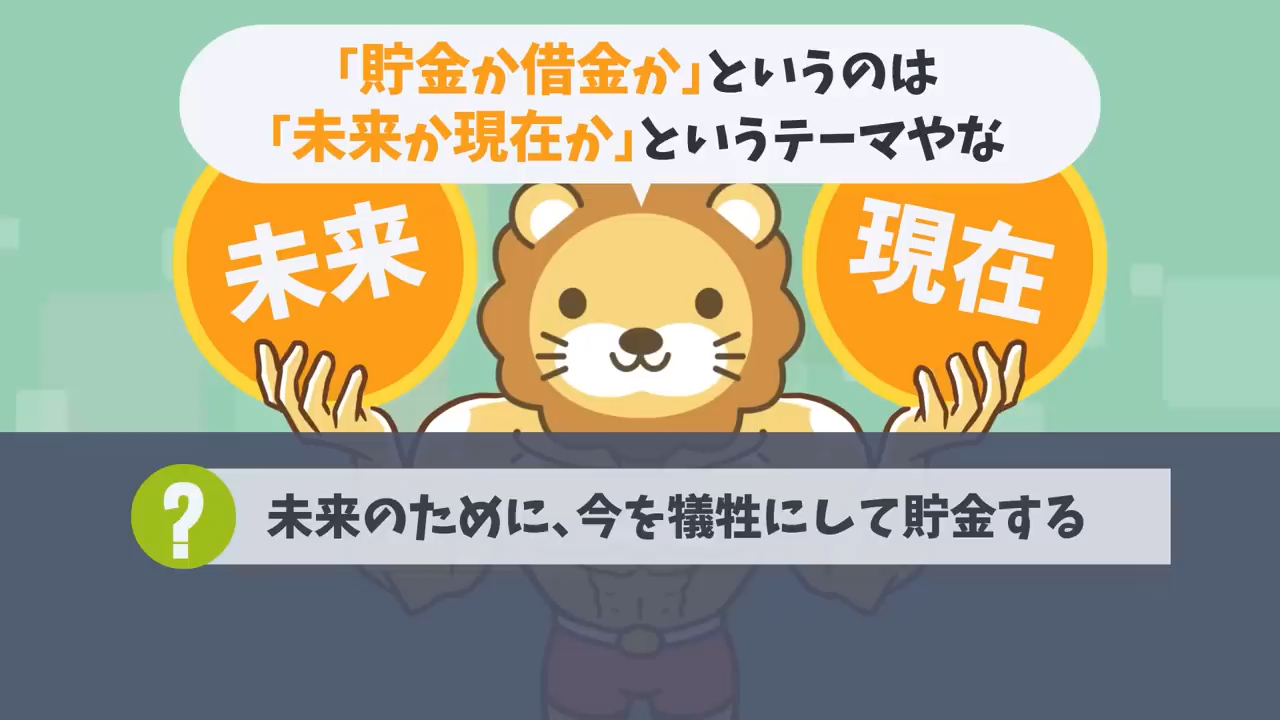 「貯金か借金か」というのは
「未来か現在か」というテーマやな
未来
現在
?
未来のために、今を犠牲にして貯金する